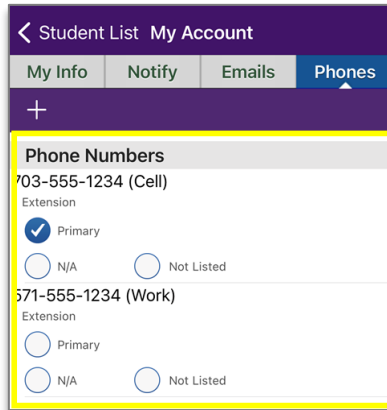 Student List My Account
My Info Notify Emails Phones
+
Phone Numbers
703-555-1234 (Cell)
Extension
Primary
N/A Not Listed
571-555-1234 (Work)
Extension
Primary
N/A Not Listed